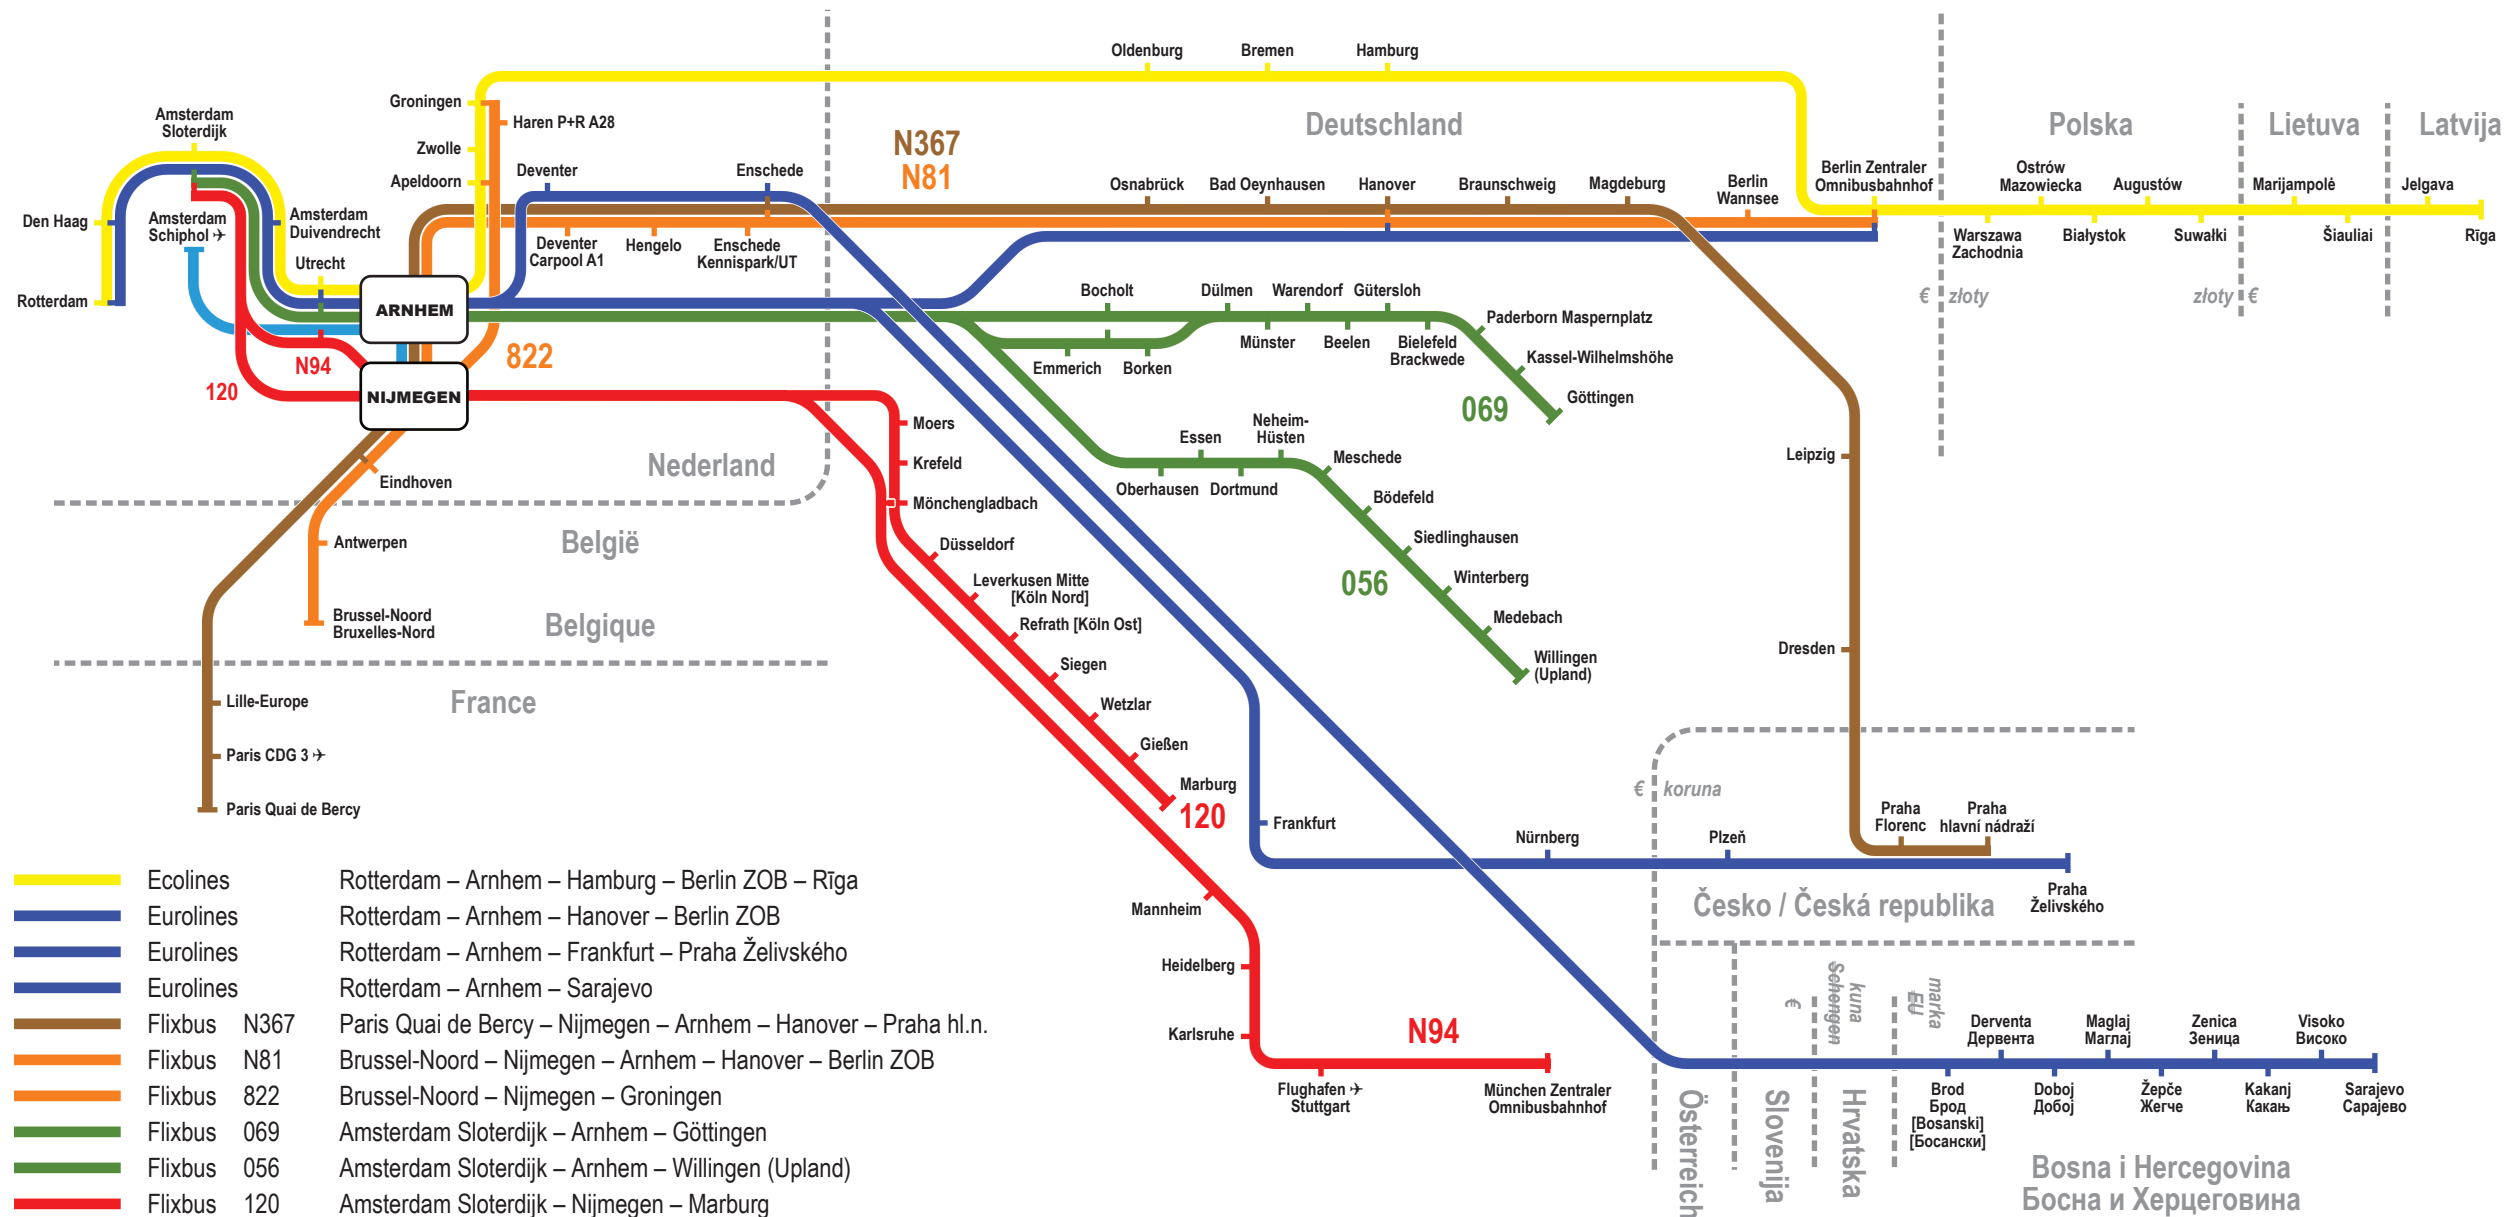 Oldenburg
Bremen
Hamburg
Groningen
Haren P+R A28
Amsterdam
Sloterdijk
Zwolle
Apeldoorn
Deventer
Enschede
N367
N81
Deutschland
Polska
Lietuva
Latvija
Osnabrück
Bad Oeynhausen
Hanover
Braunschweig
Magdeburg
Berlin
Wannsee
Berlin Zentraler
Omnibusbahnhof
Ostrów
Mazowiecka
Augustów
Marijampolė
Jelgava
Den Haag
Amsterdam
Schiphol ✈
Amsterdam
Duivendrecht
Utrecht
Deventer
Carpool A1
Hengelo
Enschede
Kennispark/UT
Warszawa
Zachodnia
Białystok
Suwałki
Šiauliai
Rīga
Rotterdam
ARNHEM
€
złoty
złoty
€
Bocholt
Dülmen
Warendorf
Gütersloh
Paderborn Maspernplatz
Münster
Beelen
Bielefeld
Brackwede
Emmerich
Borken
Kassel-Wilhelmshöhe
Göttingen
069
N94
822
120
NIJMEGEN
Moers
Krefeld
Mönchengladbach
Nederland
Eindhoven
Essen
Neheim-
Hüsten
Meschede
Oberhausen
Dortmund
Bödefeld
Siedlinghausen
Winterberg
Medebach
Willingen
(Upland)
056
Leipzig
Dresden
België
Antwerpen
Brussel-Noord
Bruxelles-Nord
Belgique
Düsseldorf
Leverkusen Mitte
[Köln Nord]
Refrath [Köln Ost]
Siegen
Wetzlar
Gießen
Marburg
120
France
Lille-Europe
Paris CDG 3 ✈
Paris Quai de Bercy
€
koruna
Praha
Florenc
Praha
hlavní nádraží
Frankfurt
Nürnberg
Plzeň
Praha
Želivského
Česko / Česká republika
Mannheim
Heidelberg
Karlsruhe
N94
Flughafen ✈
Stuttgart
München Zentraler
Omnibusbahnhof
€
Schengen
kuna
EU
marka
Derventa
Дервента
Maglaj
Маглај
Zenica
Зеница
Visoko
Високо
Brod
Брод
[Bosanski]
[Босански]
Doboj
Добој
Žepče
Жегче
Kakanj
Какањ
Sarajevo
Сарајево
Österreich
Slovenija
Hrvatska
Bosna i Hercegovina
Босна и Херцеговина
Ecolines Rotterdam – Arnhem – Hamburg – Berlin ZOB – Rīga
Eurolines Rotterdam – Arnhem – Hanover – Berlin ZOB
Eurolines Rotterdam – Arnhem – Frankfurt – Praha Želivského
Eurolines Rotterdam – Arnhem – Sarajevo
Flixbus N367 Paris Quai de Bercy – Nijmegen – Arnhem – Hanover – Praha hl.n.
Flixbus N81 Brussel-Noord – Nijmegen – Arnhem – Hanover – Berlin ZOB
Flixbus 822 Brussel-Noord – Nijmegen – Groningen
Flixbus 069 Amsterdam Sloterdijk – Arnhem – Göttingen
Flixbus 056 Amsterdam Sloterdijk – Arnhem – Willingen (Upland)
Flixbus 120 Amsterdam Sloterdijk – Nijmegen – Marburg